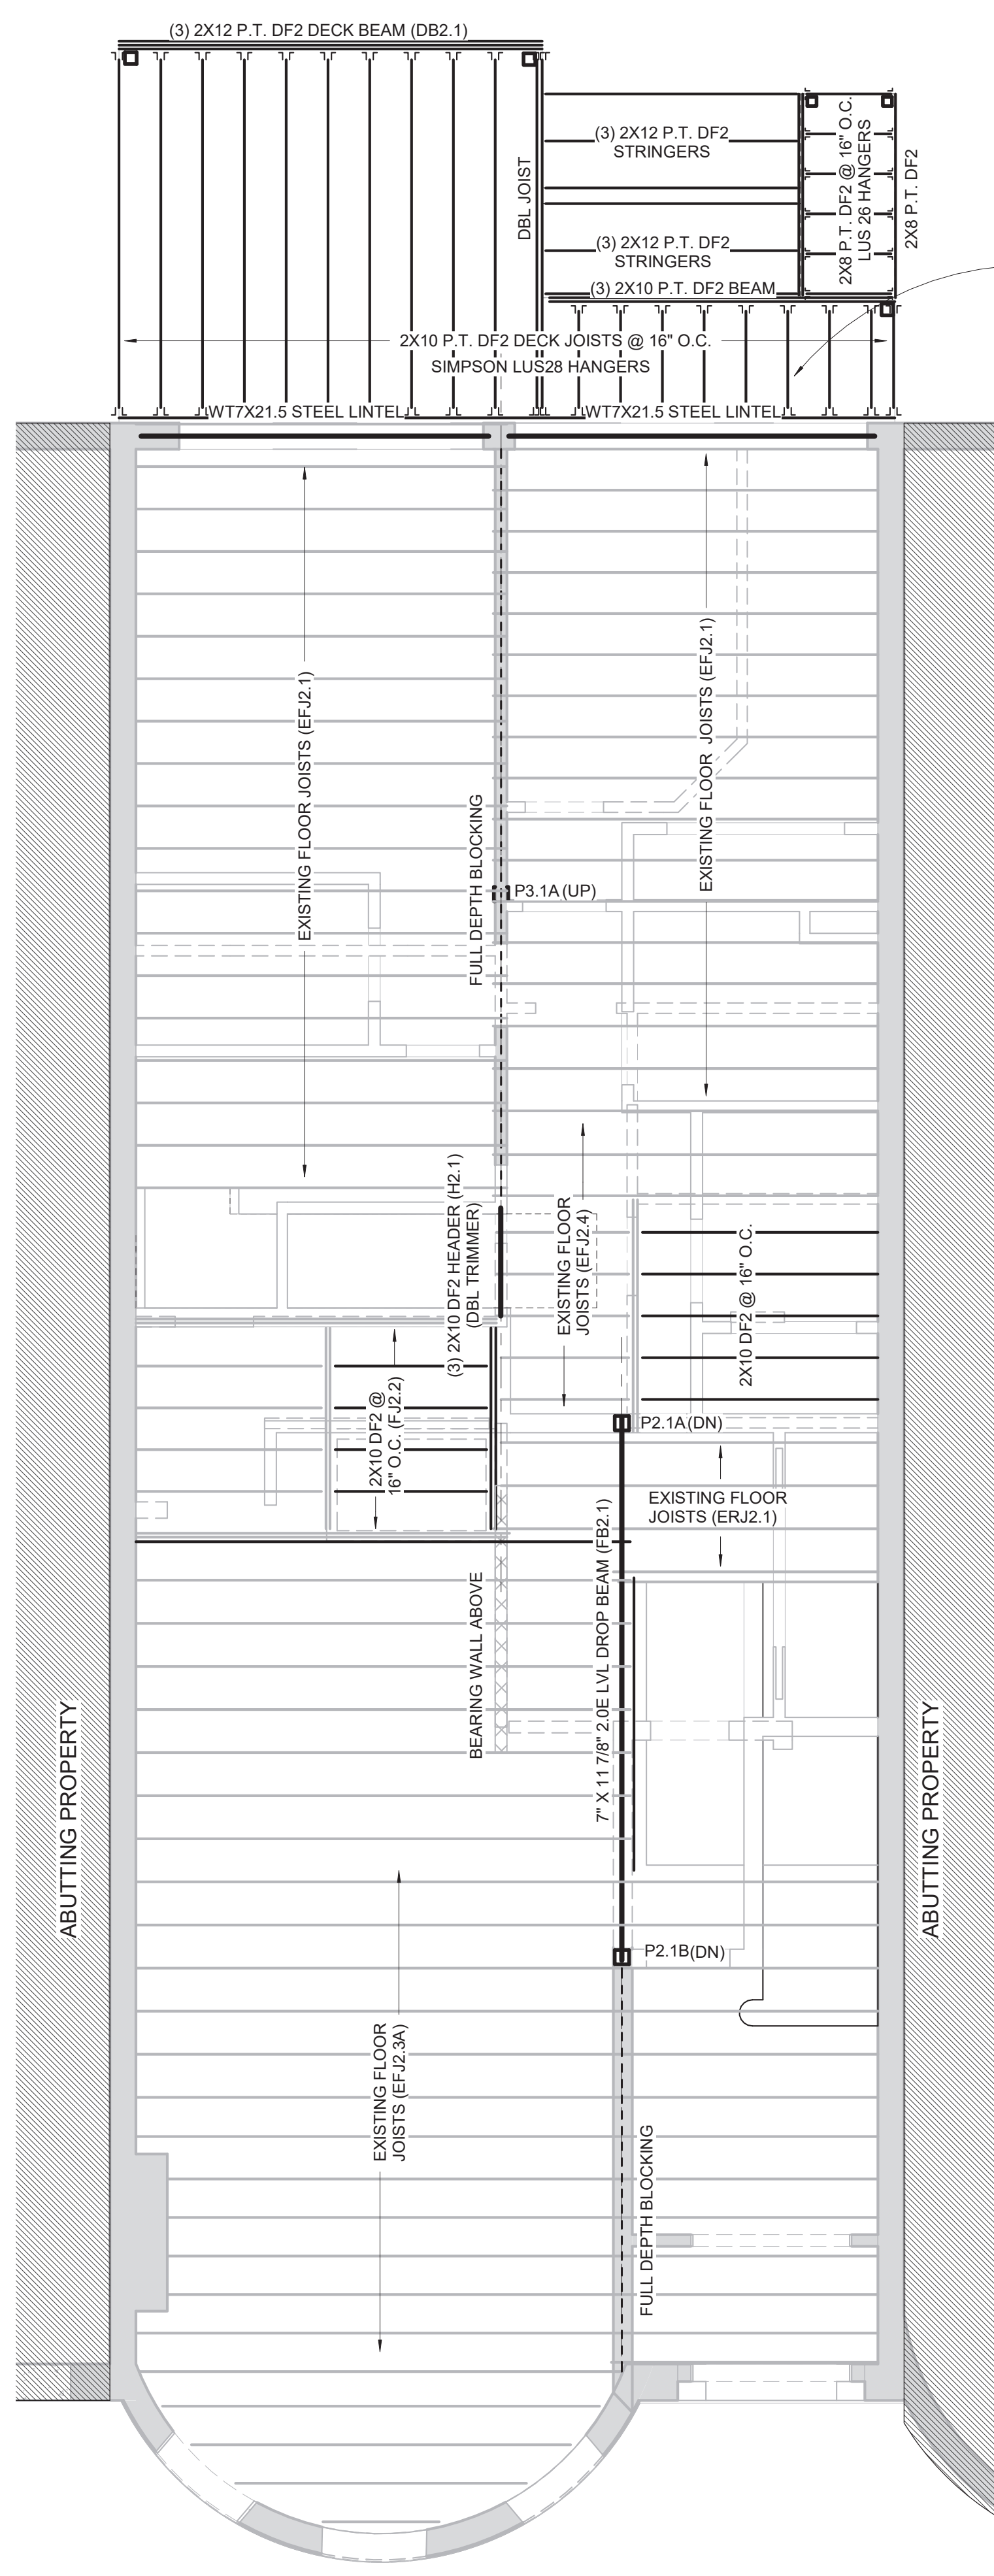 (3) 2X12 P.T. DF2 DECK BEAM (DB2.1)
DBL JOIST
(3) 2X12 P.T. DF2
STRINGERS
(3) 2X12 P.T. DF2
STRINGERS
2X8 P.T. DF2 @ 16" O.C.
LUS 26 HANGERS
2X8 P.T. DF2
(3) 2X10 P.T. DF2 BEAM
2X10 P.T. DF2 DECK JOISTS @ 16" O.C.
SIMPSON LUS28 HANGERS
WT7X21.5 STEEL LINTEL
WT7X21.5 STEEL LINTEL
EXISTING FLOOR JOISTS (EFJ2.1)
EXISTING FLOOR JOISTS (EFJ2.1)
FULL DEPTH BLOCKING
P3.1A (UP)
(3) 2X10 DF2 HEADER (H2.1)
(DBL TRIMMER)
EXISTING FLOOR
JOISTS (EFJ2.4)
2X10 DF2 @ 16" O.C.
2X10 DF2 @
16" O.C. (FJ2.2)
P2.1A (DN)
EXISTING FLOOR
JOISTS (ERJ2.1)
BEARING WALL ABOVE
7" X 11 7/8" 2.0E LVL DROP BEAM (FB2.1)
ABUTTING PROPERTY
ABUTTING PROPERTY
P2.1B (DN)
EXISTING FLOOR
JOISTS (EFJ2.3A)
FULL DEPTH BLOCKING